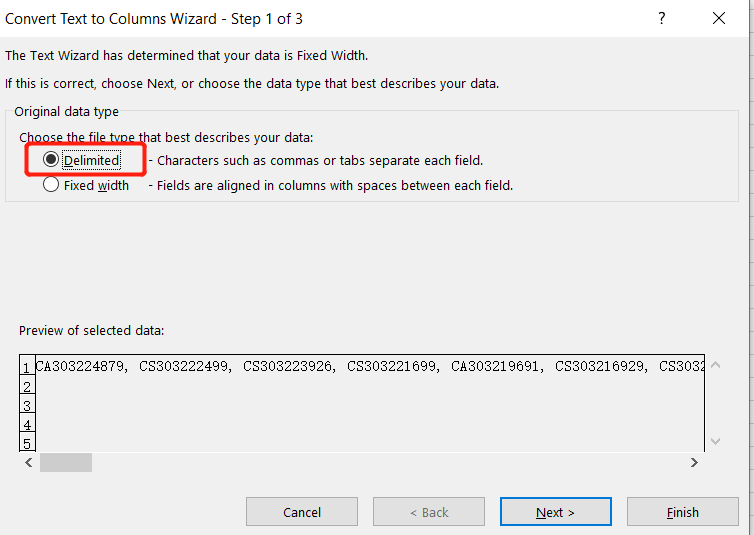 Convert Text to Columns Wizard - Step 1 of 3 ? ×
The Text Wizard has determined that your data is Fixed Width.
If this is correct, choose Next, or choose the data type that best describes your data.
Original data type
Choose the file type that best describes your data:
Delimited - Characters such as commas or tabs separate each field.
Fixed width - Fields are aligned in columns with spaces between each field.
Preview of selected data:
1 CA303224879, CS303222499, CS303223926, CS303221699, CA303219691, CS303216929, CS303
2
3
4
5
Cancel < Back Next > Finish